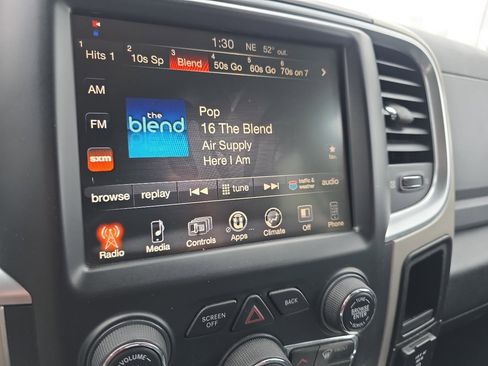 1:30 NE 52° out.
1 Hits 1
2 10s Sp
3 Blend
4 50s Go
5 60s Go
6 70s on 7
AM
FM
sxm
the blend
Pop
16 The Blend
Air Supply
Here I Am
fav.
browse replay tune traffic & weather audio
Radio Media Controls Apps... Climate Off Phone
SCREEN OFF
BACK
TUNE
BROWSE
ENTER
VOLUME
FRONT